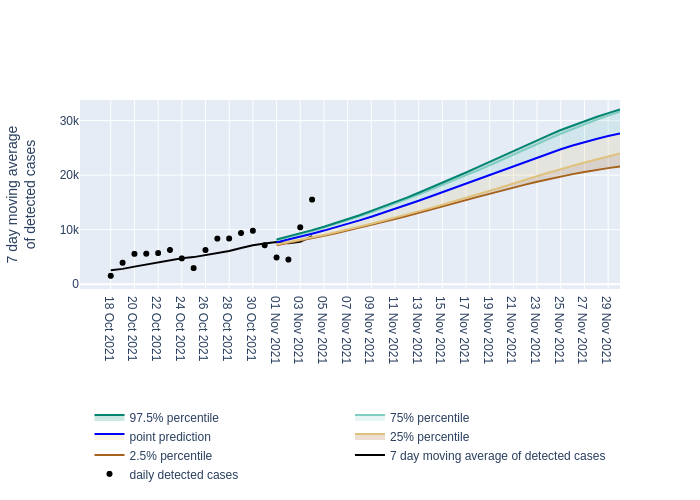 7 day moving average
of detected cases
30k
20k
10k
0
18 Oct 2021
20 Oct 2021
22 Oct 2021
24 Oct 2021
26 Oct 2021
28 Oct 2021
30 Oct 2021
01 Nov 2021
03 Nov 2021
05 Nov 2021
07 Nov 2021
09 Nov 2021
11 Nov 2021
13 Nov 2021
15 Nov 2021
17 Nov 2021
19 Nov 2021
21 Nov 2021
23 Nov 2021
25 Nov 2021
27 Nov 2021
29 Nov 2021
97.5% percentile
75% percentile
point prediction
25% percentile
2.5% percentile
7 day moving average of detected cases
daily detected cases